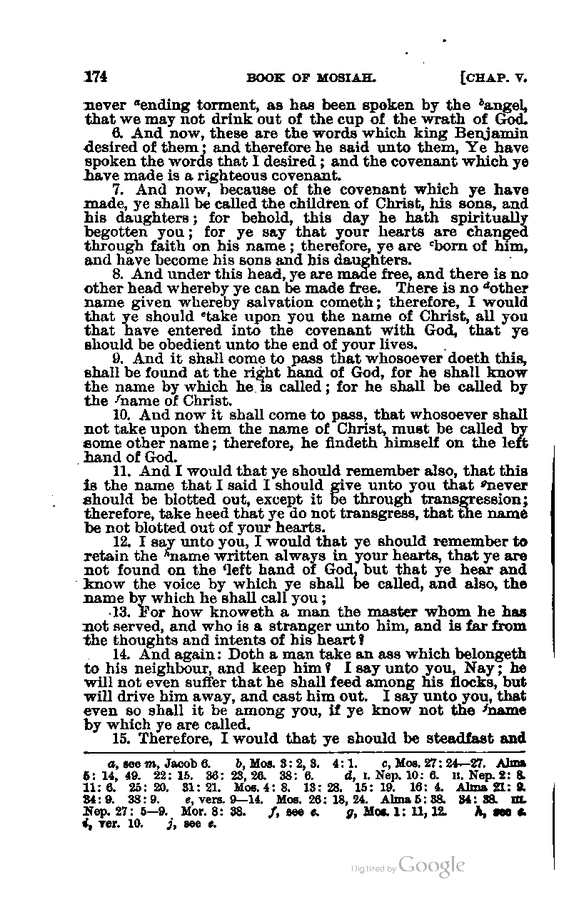 174 BOOK OF MOSIAH. [CHAP. V.
never aending torment, as has been spoken by the bangel,
that we may not drink out of the cup of the wrath of God.
6. And now, these are the words which king Benjamin
desired of them; and therefore he said unto them, Ye have
spoken the words that I desired; and the covenant which ye
have made is a righteous covenant.
7. And now, because of the covenant which ye have
made, ye shall be called the children of Christ, his sons, and
his daughters; for behold, this day he hath spiritually
begotten you; for ye say that your hearts are changed
through faith on his name; therefore, ye are cborn of him,
and have become his sons and his daughters.
8. And under this head, ye are made free, and there is no
other head whereby ye can be made free. There is no dother
name given whereby salvation cometh; therefore, I would
that ye should etake upon you the name of Christ, all you
that have entered into the covenant with God, that ye
should be obedient unto the end of your lives.
9. And it shall come to pass that whosoever doeth this,
shall be found at the right hand of God, for he shall know
the name by which he is called; for he shall be called by
the fname of Christ.
10. And now it shall come to pass, that whosoever shall
not take upon them the name of Christ, must be called by
some other name; therefore, he findeth himself on the left
hand of God.
11. And I would that ye should remember also, that this
is the name that I said I should give unto you that gnever
should be blotted out, except it be through transgression;
therefore, take heed that ye do not transgress, that the name
be not blotted out of your hearts.
12. I say unto you, I would that ye should remember to
retain the hname written always in your hearts, that ye are
not found on the ileft hand of God, but that ye hear and
know the voice by which ye shall be called, and also, the
name by which he shall call you;
13. For how knoweth a man the master whom he has
not served, and who is a stranger unto him, and is far from
the thoughts and intents of his heart?
14. And again: Doth a man take an ass which belongeth
to his neighbour, and keep him? I say unto you, Nay; he
will not even suffer that he shall feed among his flocks, but
will drive him away, and cast him out. I say unto you, that
even so shall it be among you, if ye know not the jname
by which ye are called.
15. Therefore, I would that ye should be steadfast and
a, see m, Jacob 6. b, Mos. 3: 2, 3. 4: 1. c, Mos. 27: 24—27. Alma
5: 14, 49. 22: 15. 36: 23, 26. 38: 6. d, I. Nep. 10: 6. II. Nep. 2: 8.
11: 6. 25: 20. 31: 21. Mos. 4: 8. 13: 28. 15: 19. 16: 4. Alma 21: 9.
34: 9. 38: 9. e, vers. 9—14. Mos. 26: 18, 24. Alma 5: 38. 34: 38. III.
Nep. 27: 5—9. Mor. 8: 38. f, see e. g, Mos. 1: 11, 12. h, see e.
i, ver. 10. j, see e.
Digitized by Google